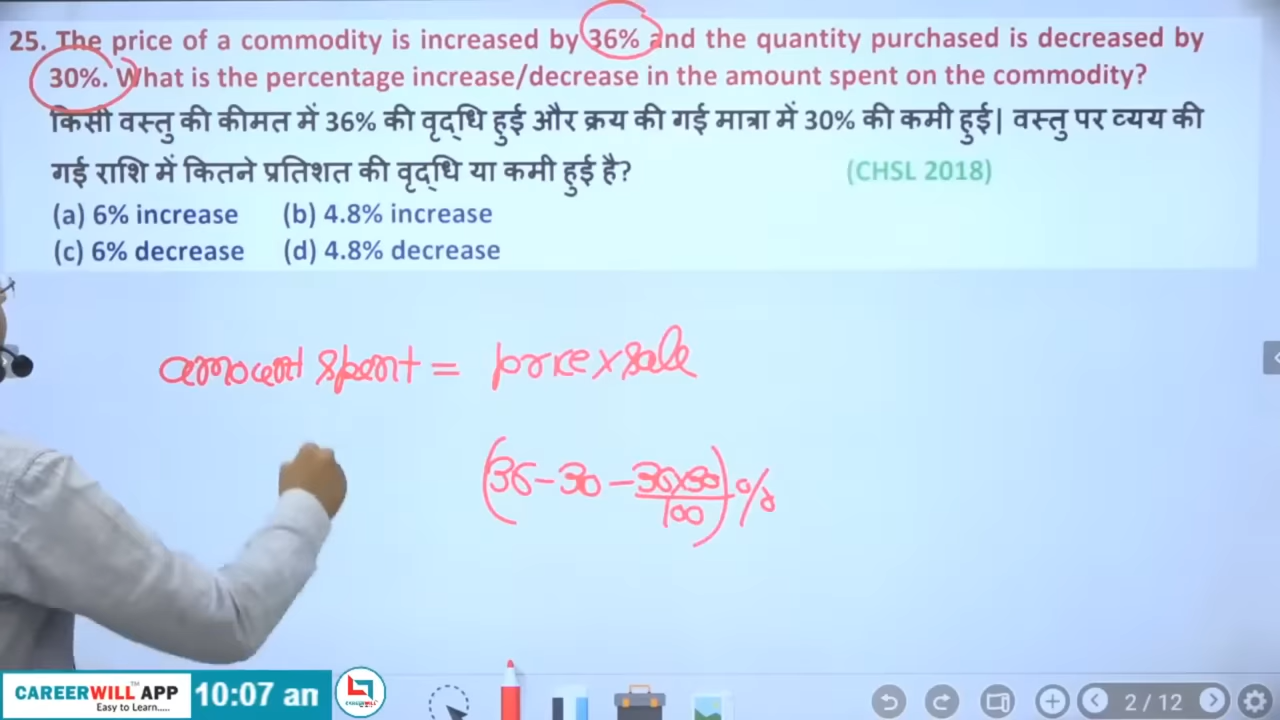 25. The price of a commodity is increased by 36% and the quantity purchased is decreased by
30%. What is the percentage increase/decrease in the amount spent on the commodity?
किसी वस्तु की कीमत में 36% की वृद्धि हुई और क्रय की गई मात्रा में 30% की कमी हुई| वस्तु पर व्यय की
गई राशि में कितने प्रतिशत की वृद्धि या कमी हुई है?
(CHSL 2018)
(a) 6% increase (b) 4.8% increase
(c) 6% decrease (d) 4.8% decrease
amount spent = price x sale
(36 - 30 - 36x30/100)%
CAREERWILL APP
Easy to Learn.....
10:07 an
CAREERWILL
2 / 12